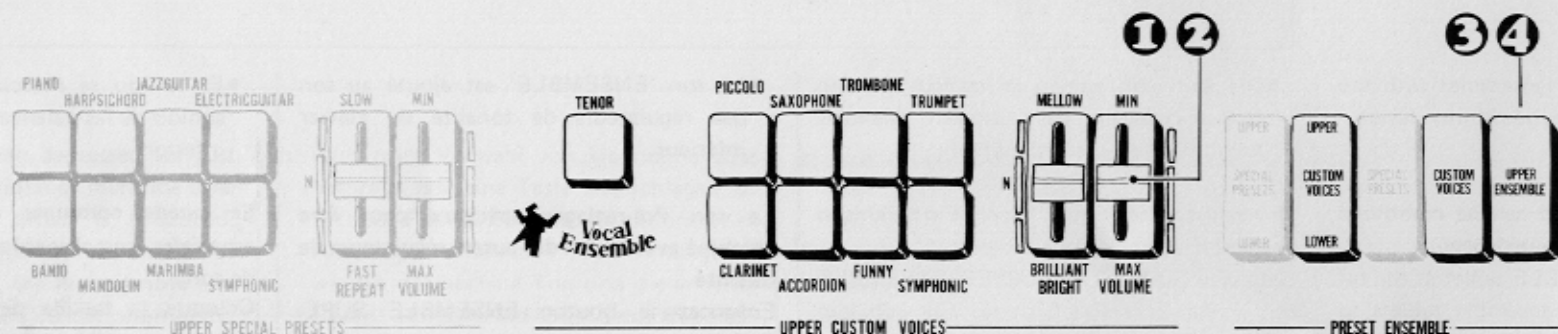 1 2 3 4
PIANO JAZZGUITAR
HARPSICHORD ELECTRICGUITAR
SLOW MIN
TENOR
PICCOLO TROMBONE
SAXOPHONE TRUMPET
MELLOW MIN
UPPER UPPER
N
N
SPECIAL PRESETS CUSTOM VOICES SPECIAL PRESETS CUSTOM VOICES UPPER ENSEMBLE
LOWER LOWER
Vocal
Ensemble
BANJO MARIMBA
MANDOLIN SYMPHONIC
FAST REPEAT MAX VOLUME
CLARINET FUNNY
ACCORDION SYMPHONIC
BRILLIANT BRIGHT MAX VOLUME
UPPER SPECIAL PRESETS
UPPER CUSTOM VOICES
PRESET ENSEMBLE